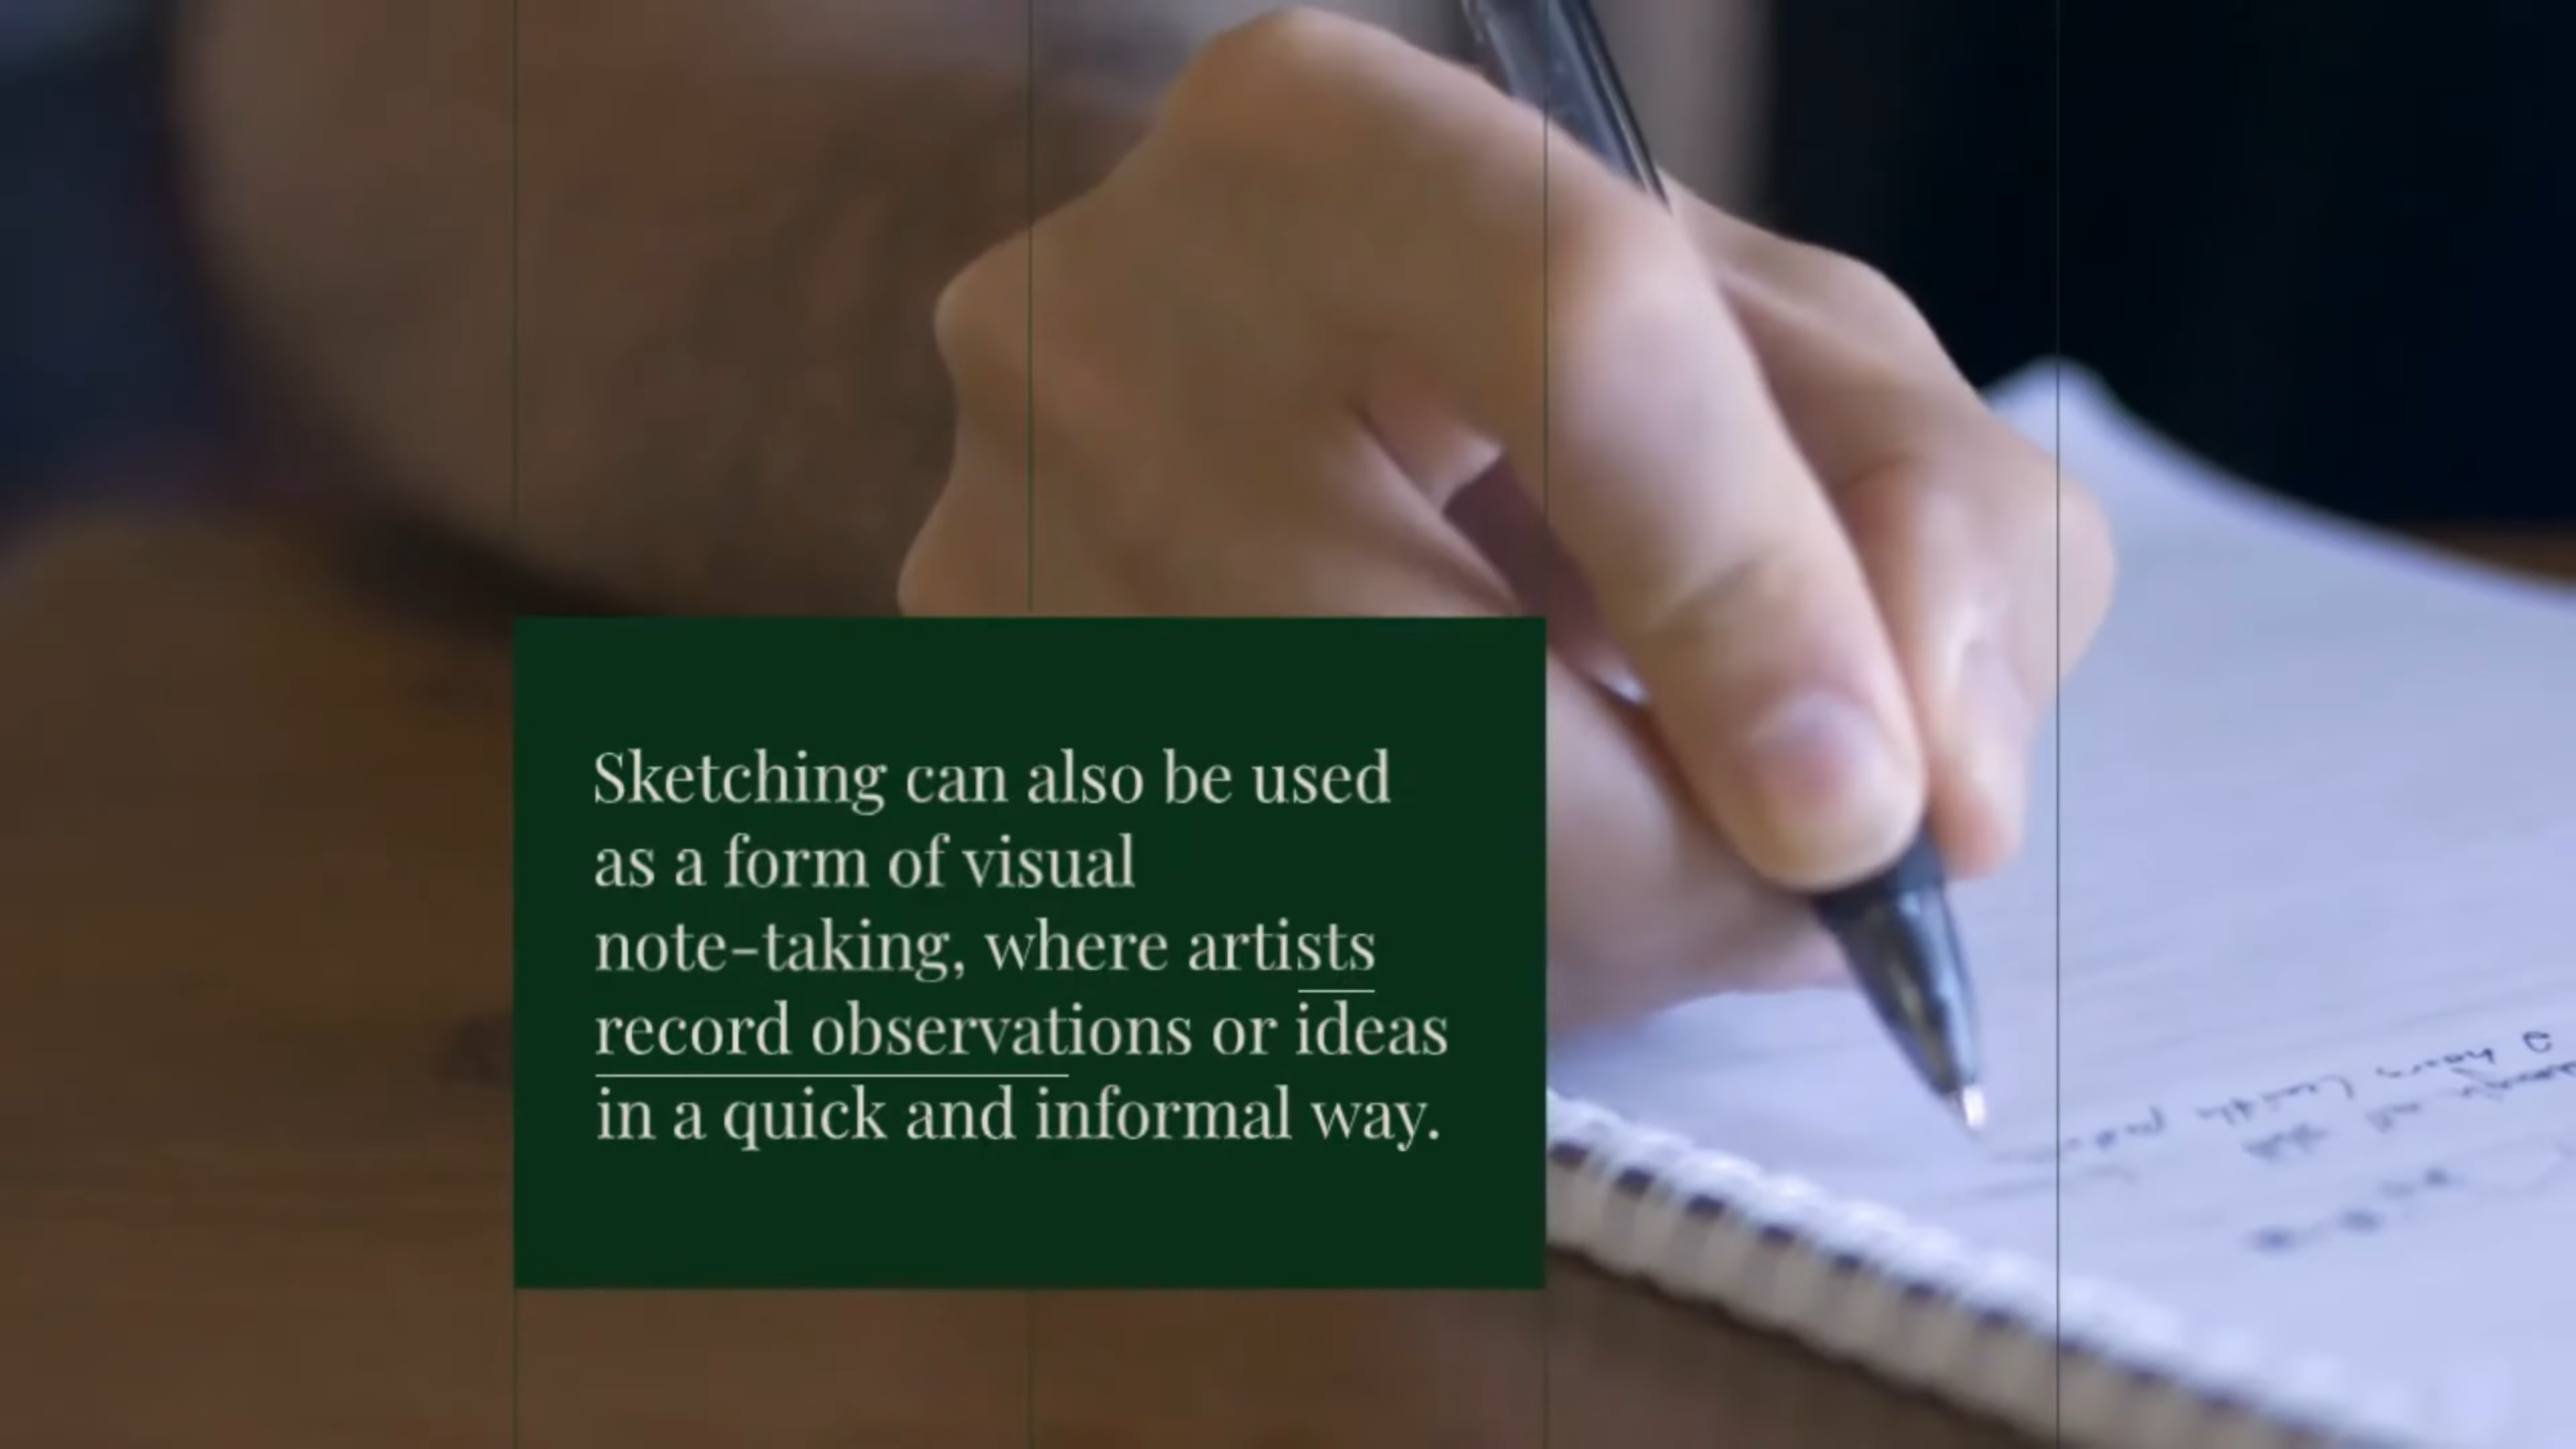 Sketching can also be used
as a form of visual
note-taking, where artists
record observations or ideas
in a quick and informal way.